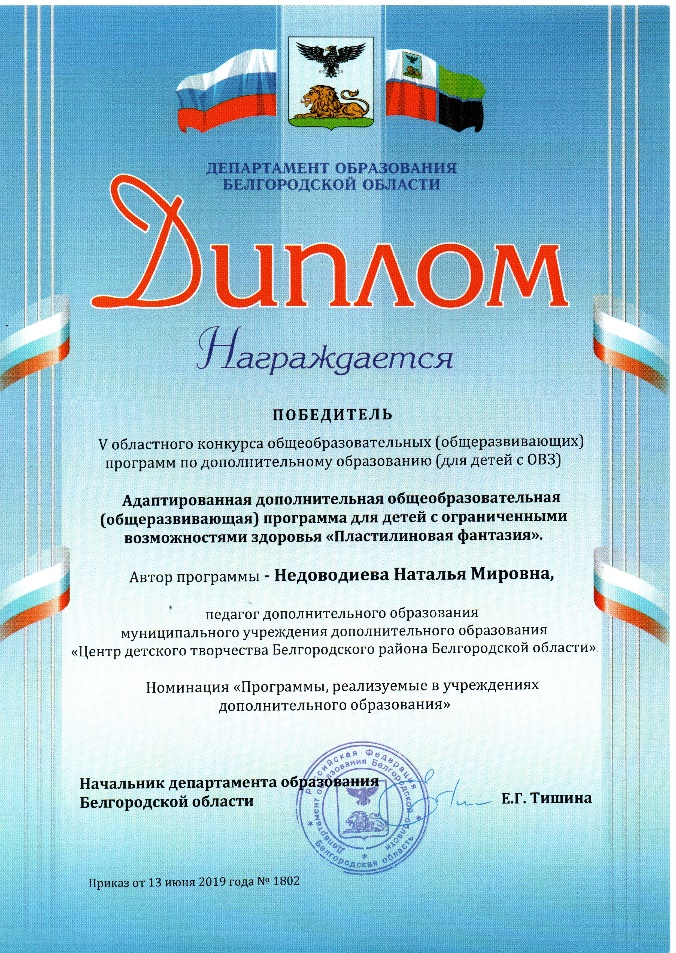 ДЕПАРТАМЕНТ ОБРАЗОВАНИЯ
БЕЛГОРОДСКОЙ ОБЛАСТИ
Диплом
Награждается
ПОБЕДИТЕЛЬ
V областного конкурса общеобразовательных (общеразвивающих)
программ по дополнительному образованию (для детей с ОВЗ)
Адаптированная дополнительная общеобразовательная
(общеразвивающая) программа для детей с ограниченными
возможностями здоровья «Пластилиновая фантазия».
Автор программы - Недоводиева Наталья Мировна,
педагог дополнительного образования
муниципального учреждения дополнительного образования
«Центр детского творчества Белгородского района Белгородской области».
Номинация «Программы, реализуемые в учреждениях
дополнительного образования»
Начальник департамента образования
Белгородской области
Е.Г. Тишина
Российская Федерация
Белгородская область
Департамент образования Белгородской области
Приказ от 13 июня 2019 года № 1802